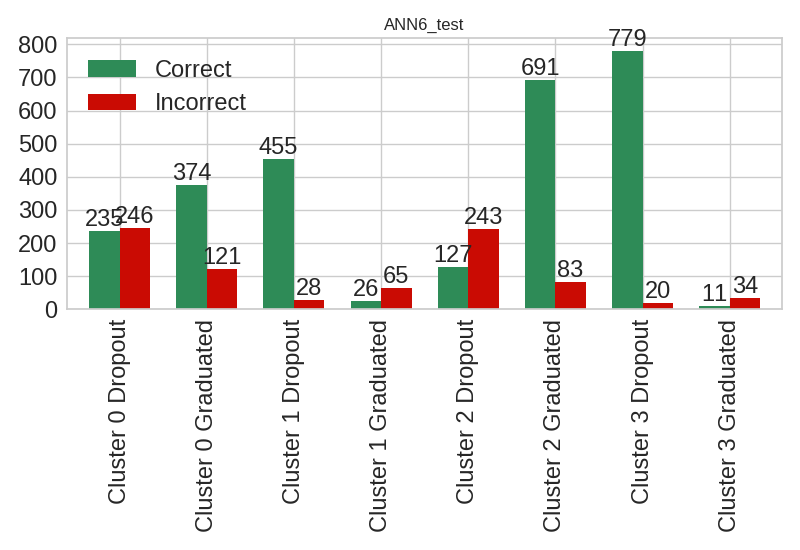 ANN6_test
800
700
600
500
400
300
200
100
0
Correct
Incorrect
235
246
374
121
455
28
26
65
127
243
691
83
779
20
11
34
Cluster 0 Dropout
Cluster 0 Graduated
Cluster 1 Dropout
Cluster 1 Graduated
Cluster 2 Dropout
Cluster 2 Graduated
Cluster 3 Dropout
Cluster 3 Graduated